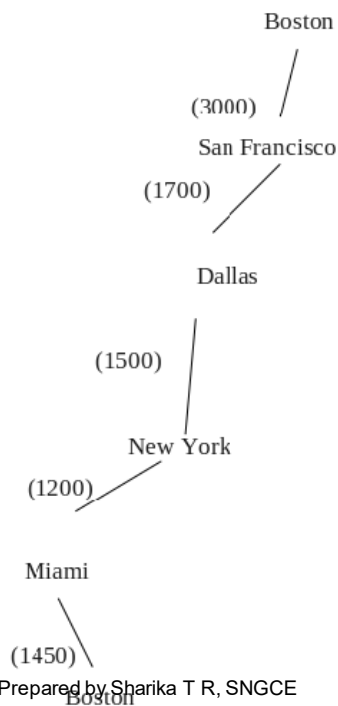 Boston
(3000)
San Francisco
(1700)
Dallas
(1500)
New York
(1200)
Miami
(1450)
Prepared by Sharika T R, SNGCE
Boston